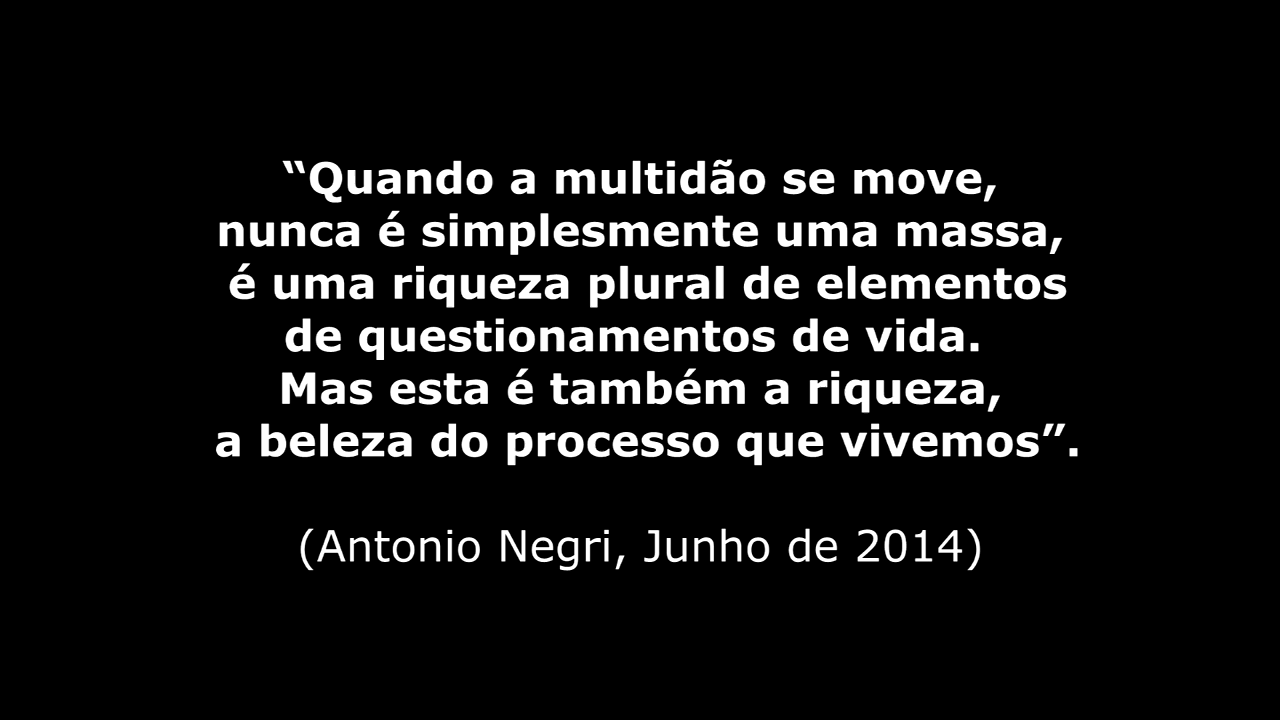 “Quando a multidão se move,
nunca é simplesmente uma massa,
é uma riqueza plural de elementos
de questionamentos de vida.
Mas esta é também a riqueza,
a beleza do processo que vivemos”.
(Antonio Negri, Junho de 2014)